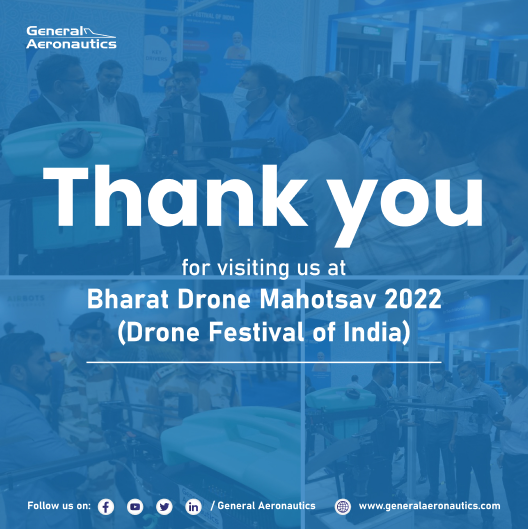 General
Aeronautics
Thank you
for visiting us at
Bharat Drone Mahotsav 2022
(Drone Festival of India)
Follow us on: / General Aeronautics www.generalaeronautics.com